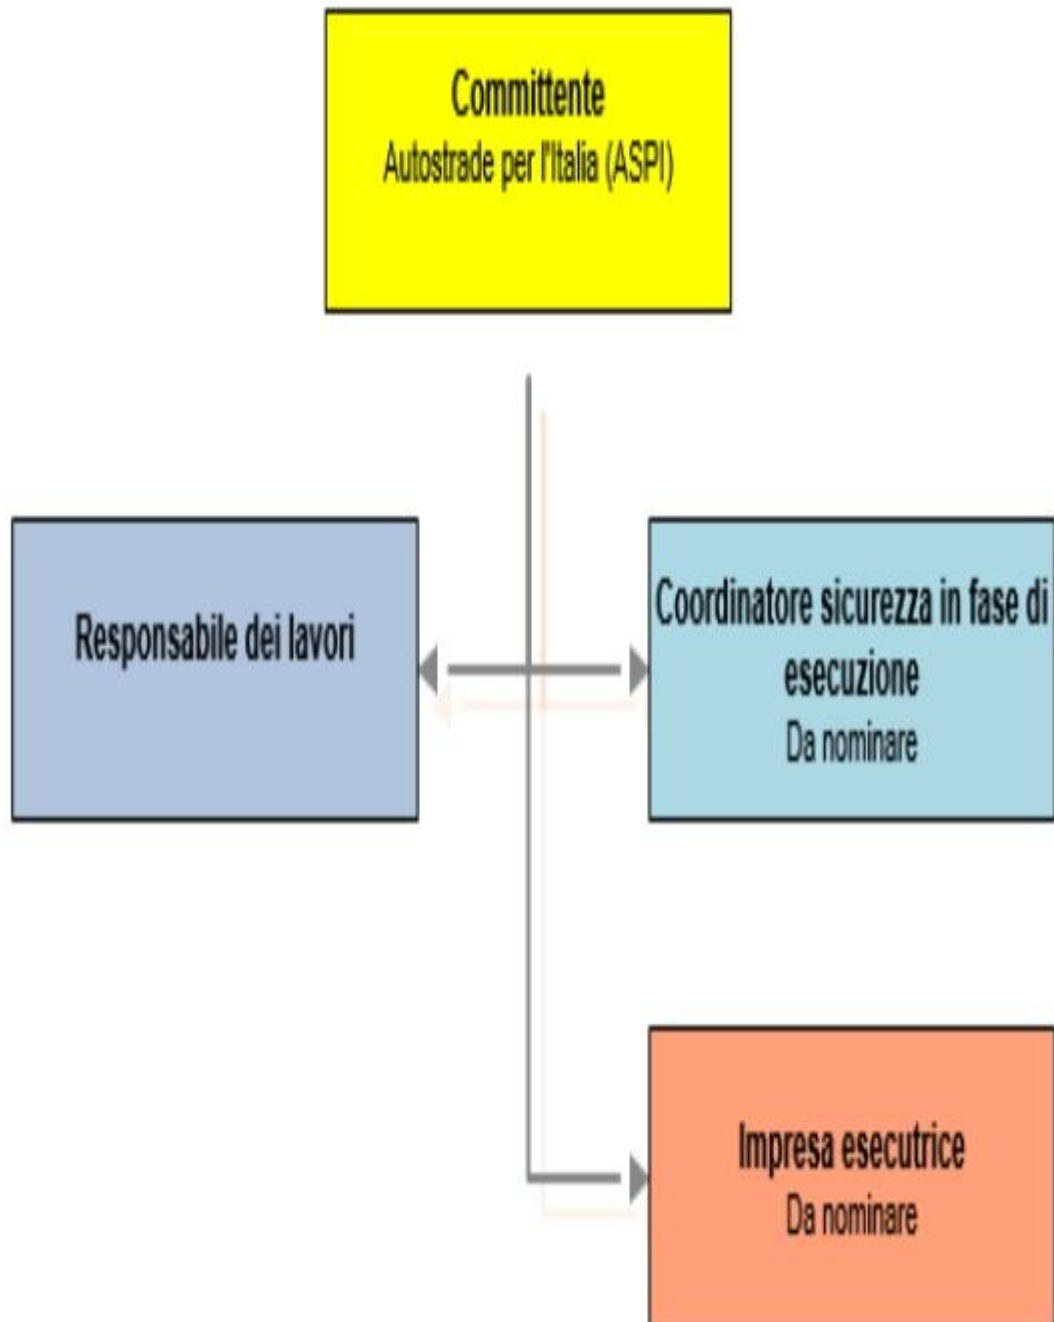 Committente
Autostrade per l'Italia (ASPI)
Responsabile dei lavori
Coordinatore sicurezza in fase di
esecuzione
Da nominare
Impresa esecutrice
Da nominare